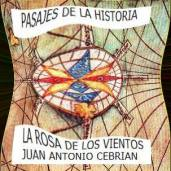 PASAJES DE LA HISTORIA
LA ROSA DE LOS VIENTOS
JUAN ANTONIO CEBRIAN